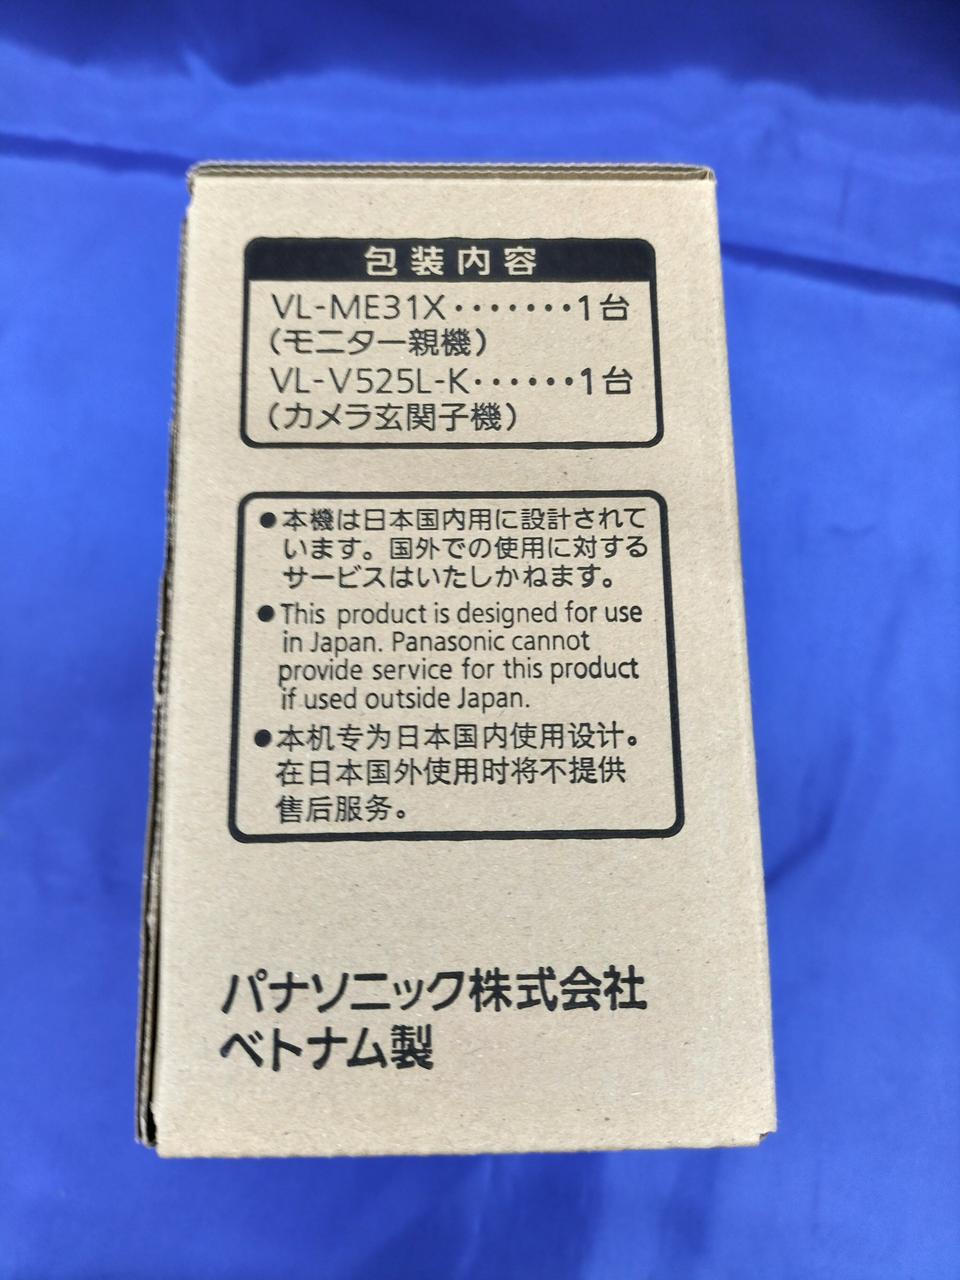 包装内容
VL-ME31X・・・・・・・1台
(モニター親機)
VL-V525L-K・・・・・・1台
(カメラ玄関子機)
●本機は日本国内用に設計されて
います。国外での使用に対する
サービスはいたしかねます。
●This product is designed for use
in Japan. Panasonic cannot
provide service for this product
if used outside Japan.
●本机专为日本国内使用设计。
在日本国外使用时将不提供
售后服务。
パナソニック株式会社
ベトナム製